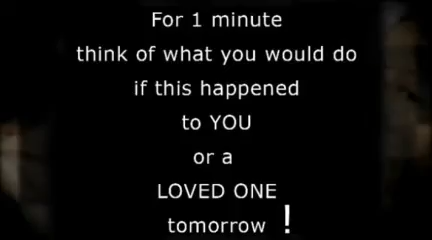 For 1 minute
think of what you would do
if this happened
to YOU
or a
LOVED ONE
tomorrow !